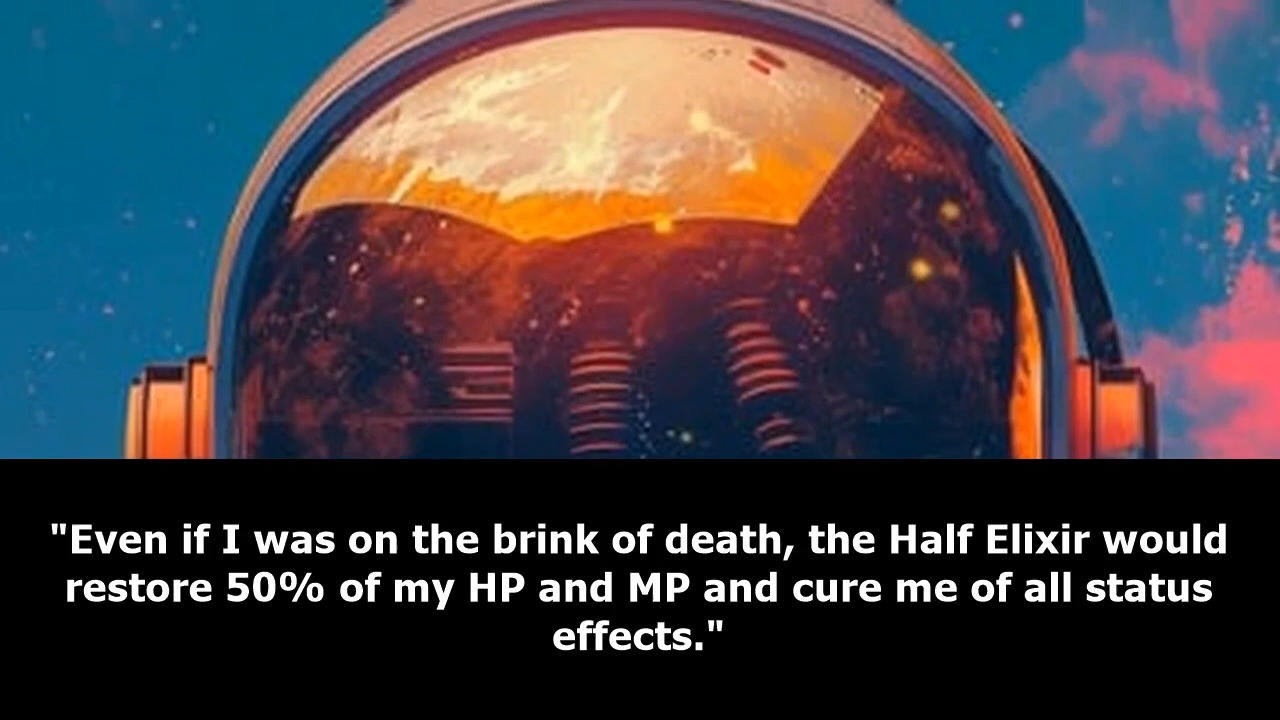 "Even if I was on the brink of death, the Half Elixir would
restore 50% of my HP and MP and cure me of all status
effects."